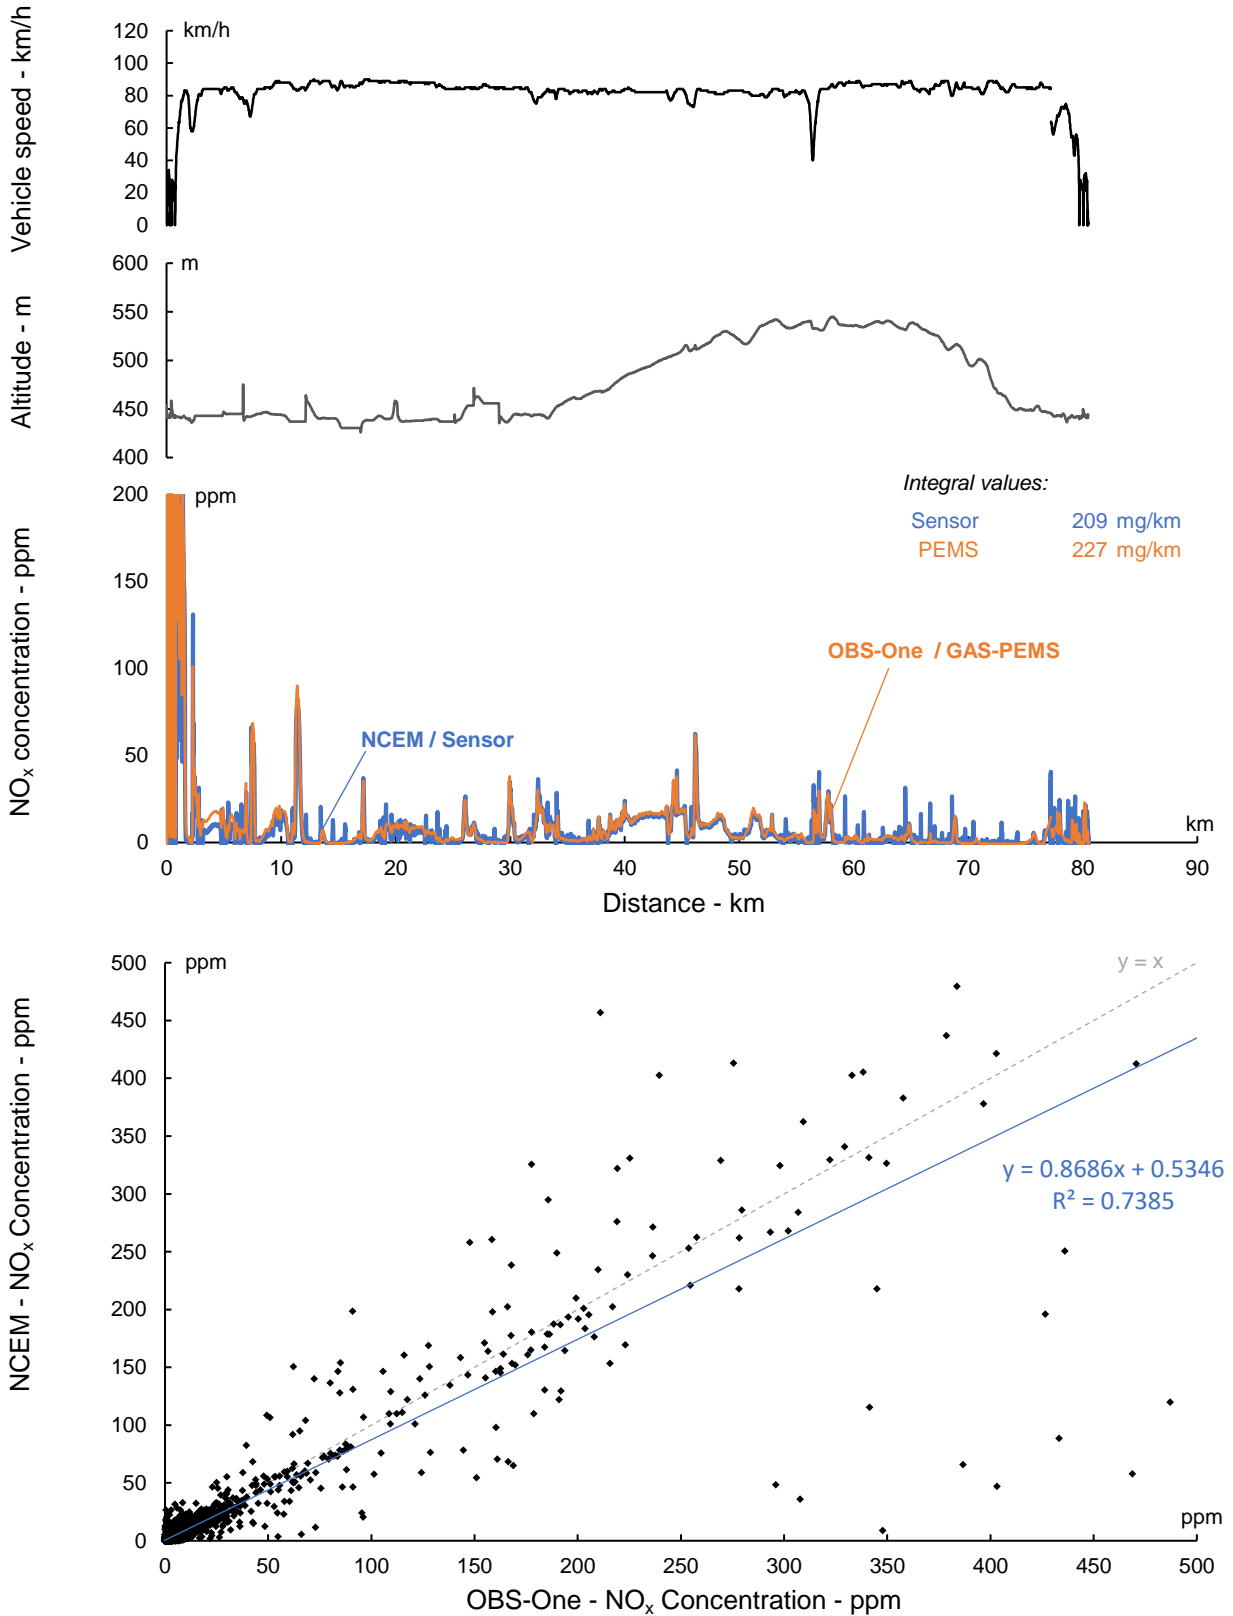 Vehicle speed - km/h
km/h
120
100
80
60
40
20
0
Altitude - m
m
600
550
500
450
400
NOx concentration - ppm
ppm
200
150
100
50
0
Integral values:
Sensor 209 mg/km
PEMS 227 mg/km
OBS-One / GAS-PEMS
NCEM / Sensor
km
0 10 20 30 40 50 60 70 80 90
Distance - km
NCEM - NOx Concentration - ppm
ppm
500
450
400
350
300
250
200
150
100
50
0
y = x
y = 0.8686x + 0.5346
R² = 0.7385
ppm
0 50 100 150 200 250 300 350 400 450 500
OBS-One - NOx Concentration - ppm